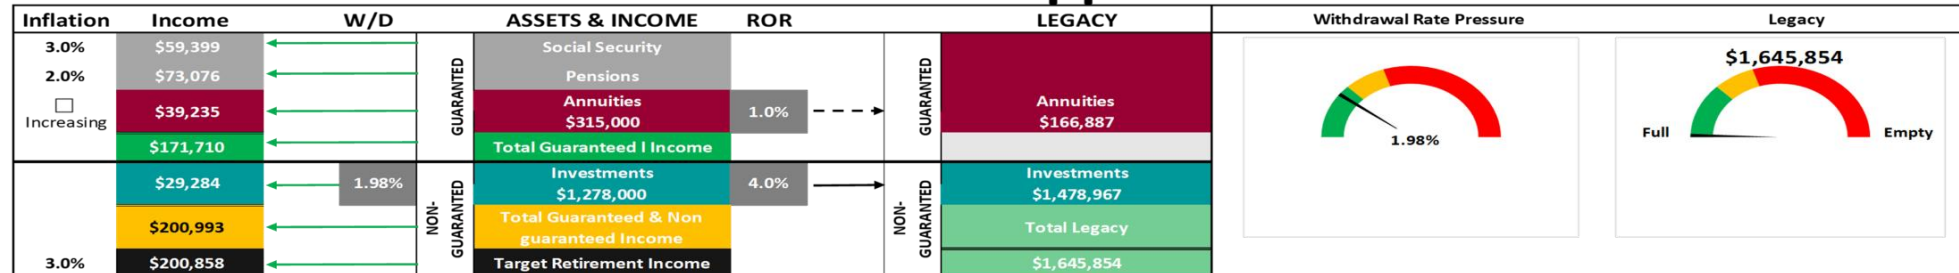 Inflation Income W/D ASSETS & INCOME ROR LEGACY Withdrawal Rate Pressure Legacy
3.0% $59,399 Social Security $1,645,854
2.0% $73,076 Pensions
GUARANTED
GUARANTED
Increasing $39,235 Annuities
$315,000 1.0% Annuities
$166,887
Full Empty
1.98%
$171,710 Total Guaranteed l Income
$29,284 1.98% Investments
$1,278,000 4.0% Investments
$1,478,967
NON-
GUARANTED
NON-
GUARANTED
$200,993 Total Guaranteed & Non
guaranteed Income Total Legacy
3.0% $200,858 Target Retirement Income $1,645,854